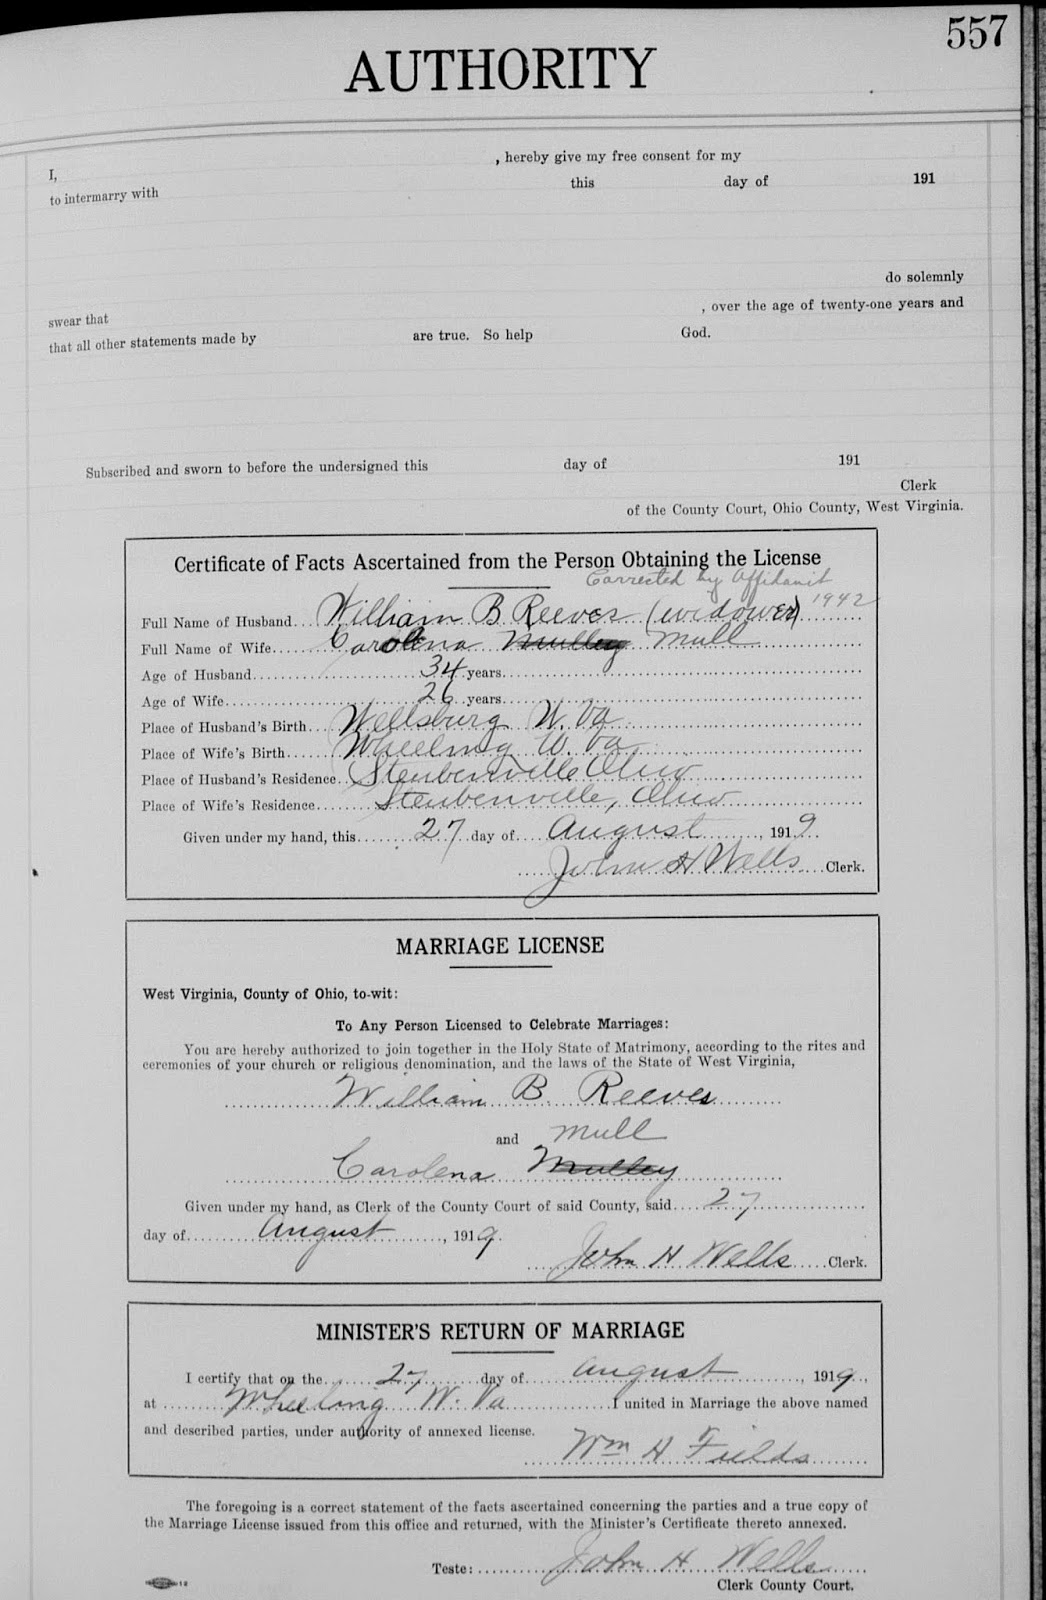 557
AUTHORITY
I, , hereby give my free consent for my
to intermarry with this day of 191
do solemnly
swear that , over the age of twenty-one years and
that all other statements made by are true. So help God.
Subscribed and sworn to before the undersigned this day of 191
Clerk
of the County Court, Ohio County, West Virginia.
Certificate of Facts Ascertained from the Person Obtaining the License
Corrected by Affidavit
1942
Full Name of Husband William B Reeves (widower)
Full Name of Wife Carolena Mulley Mull
Age of Husband 34 years
Age of Wife 26 years
Place of Husband's Birth Wellsburg W. Va
Place of Wife's Birth Wheeling W. Va.
Place of Husband's Residence Steubenville Ohio
Place of Wife's Residence Steubenville, Ohio
Given under my hand, this 27 day of August, 1919
John H Wells Clerk.
MARRIAGE LICENSE
West Virginia, County of Ohio, to-wit:
To Any Person Licensed to Celebrate Marriages:
You are hereby authorized to join together in the Holy State of Matrimony, according to the rites and
ceremonies of your church or religious denomination, and the laws of the State of West Virginia,
William B. Reeves
and Mull
Carolena Mulley
Given under my hand, as Clerk of the County Court of said County, said 27
day of August, 1919.
John H Wells Clerk.
MINISTER'S RETURN OF MARRIAGE
I certify that on the 27 day of August, 1919.,
at Wheeling W. Va I united in Marriage the above named
and described parties, under authority of annexed license.
Wm H Fields
The foregoing is a correct statement of the facts ascertained concerning the parties and a true copy of
the Marriage License issued from this office and returned, with the Minister's Certificate thereto annexed.
Teste: John H Wells
Clerk County Court.
12